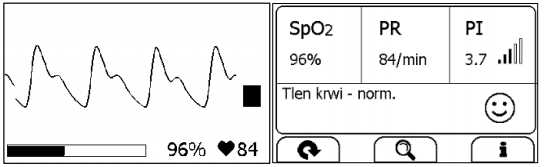 96% ♥84
SpO2 PR PI
96% 84/min 3.7
Tlen krwi - norm.
i